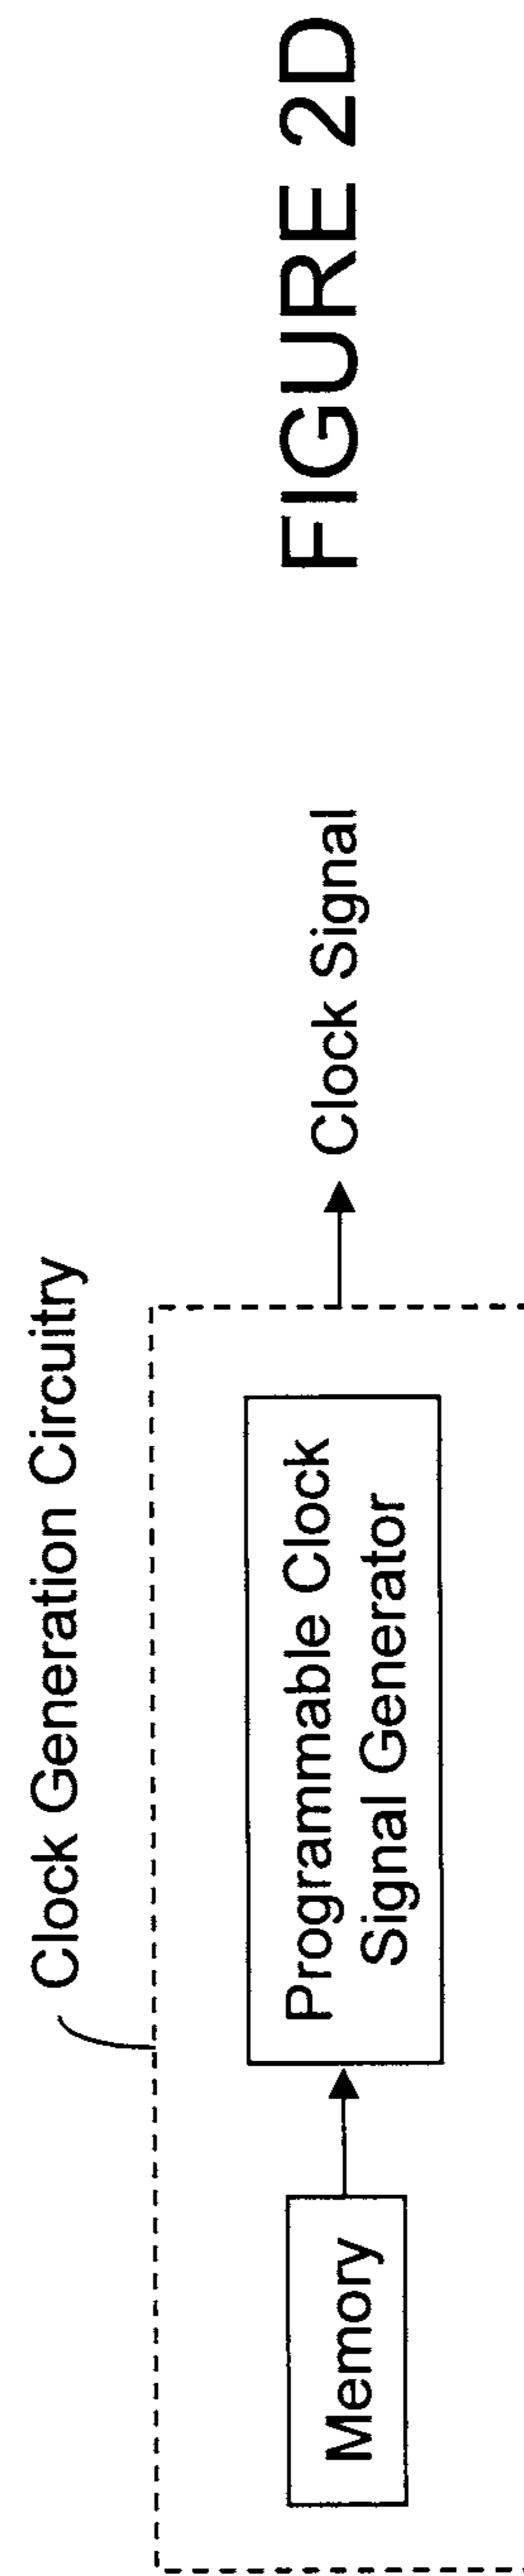 Clock Generation Circuitry
Memory
Programmable Clock
Signal Generator
Clock Signal
FIGURE 2D